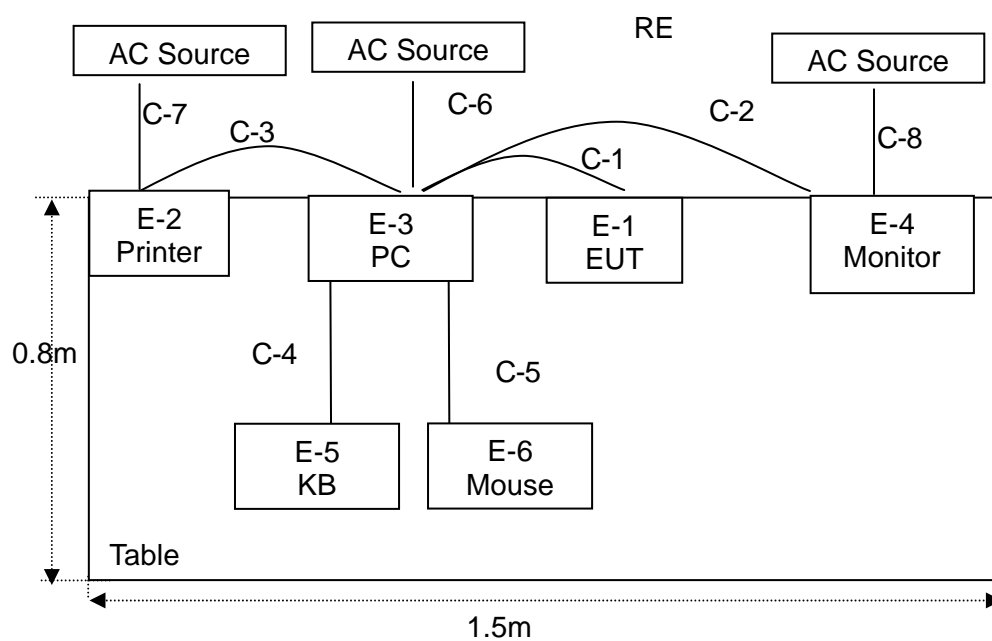 RE
AC Source
AC Source
AC Source
C-7
C-3
C-6
C-2
C-1
C-8
E-2
Printer
E-3
PC
E-1
EUT
E-4
Monitor
0.8m
C-4
C-5
E-5
KB
E-6
Mouse
Table
1.5m